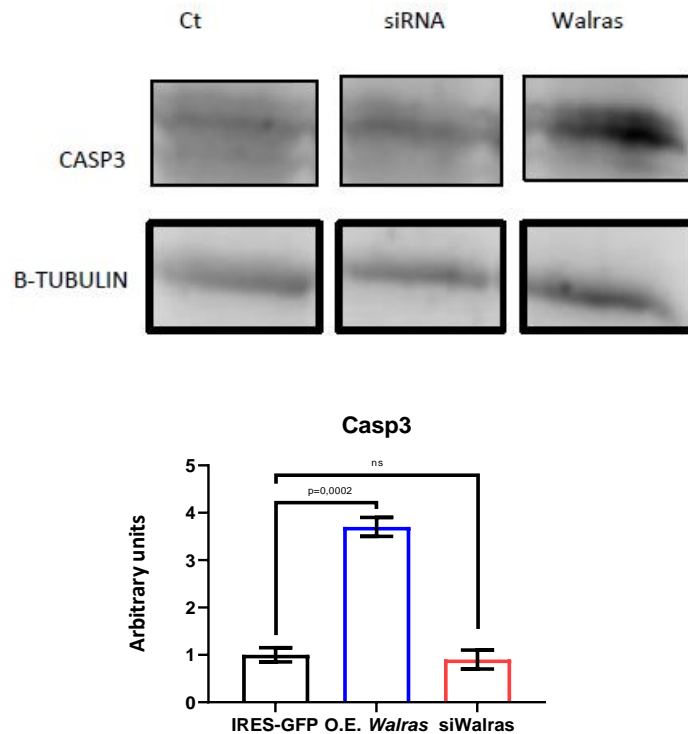 Ct siRNA Walras
CASP3
B-TUBULIN
Casp3
ns
p=0,0002
Arbitrary units
5
4
3
2
1
0
IRES-GFP O.E. Walras siWalras